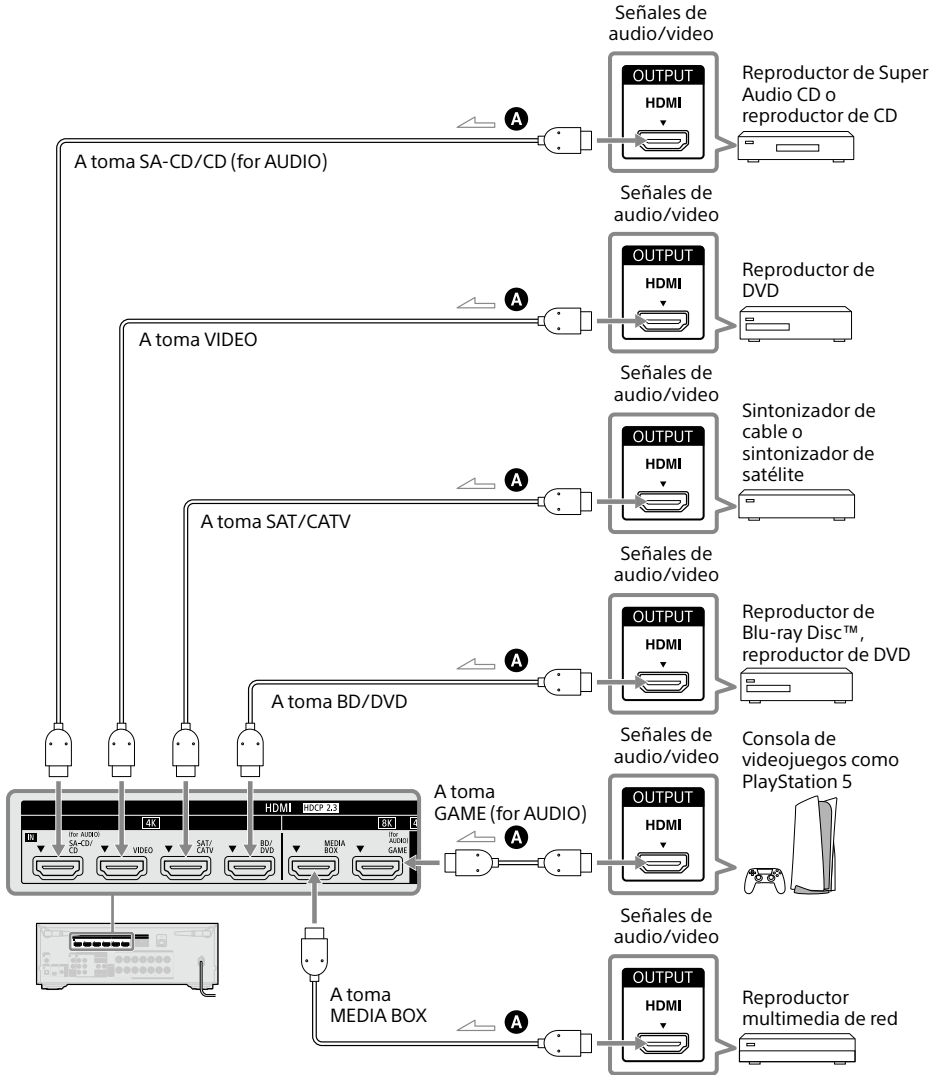 Señales de
audio/video
OUTPUT
HDMI
Reproductor de Super
Audio CD o
reproductor de CD
A
A toma SA-CD/CD (for AUDIO)
Señales de
audio/video
OUTPUT
HDMI
Reproductor de
DVD
A
A toma VIDEO
Señales de
audio/video
OUTPUT
HDMI
Sintonizador de
cable o
sintonizador de
satélite
A
A toma SAT/CATV
Señales de
audio/video
OUTPUT
HDMI
Reproductor de
Blu-ray Disc™,
reproductor de DVD
A
A toma BD/DVD
Señales de
audio/video
OUTPUT
HDMI
Consola de
videojuegos como
PlayStation 5
A toma
GAME (for AUDIO)
A
HDMI HDCP 2.3
4K 8K 4
IN
(for AUDIO)
SA-CD/
CD
VIDEO
SAT/
CATV
BD/
DVD
MEDIA
BOX
(for
AUDIO)
GAME
Señales de
audio/video
OUTPUT
HDMI
Reproductor
multimedia de red
A toma
MEDIA BOX
A